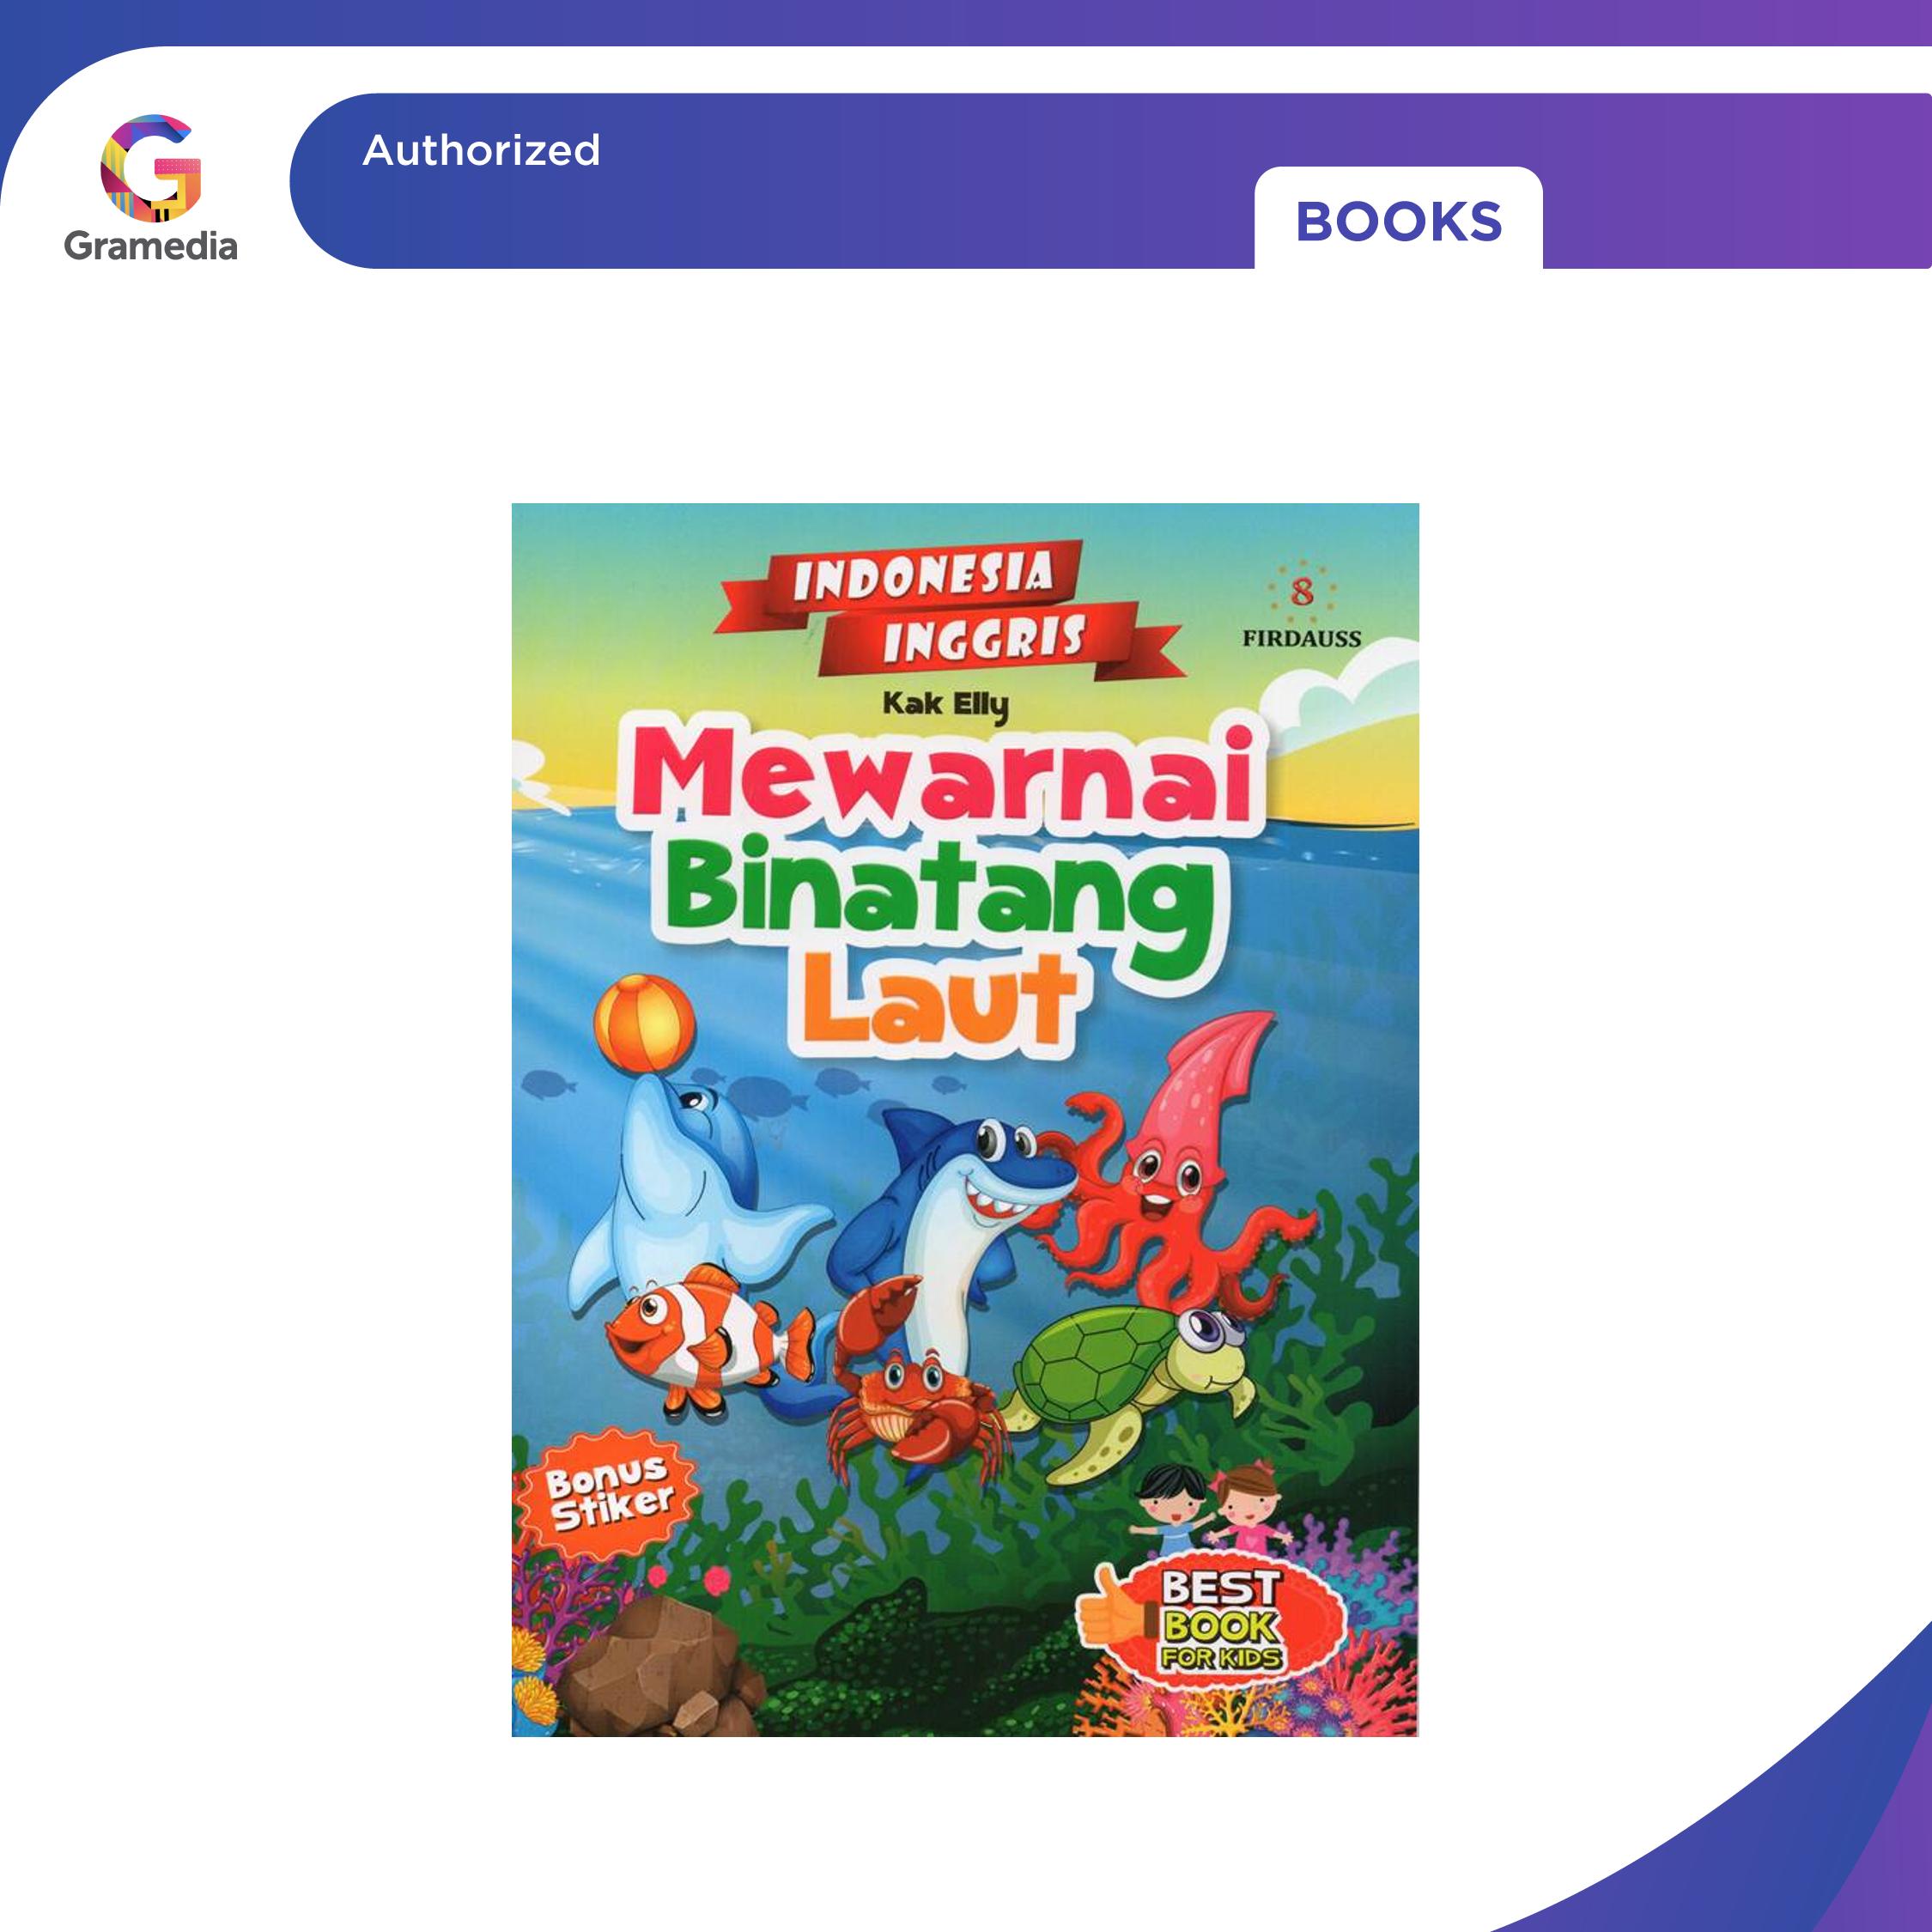 Gramedia
Authorized
BOOKS
INDONESIA
INGGRIS
8
FIRDAUSS
Kak Elly
Mewarnai
Binatang
Laut
Bonus
Stiker
BEST
BOOK
FOR KIDS